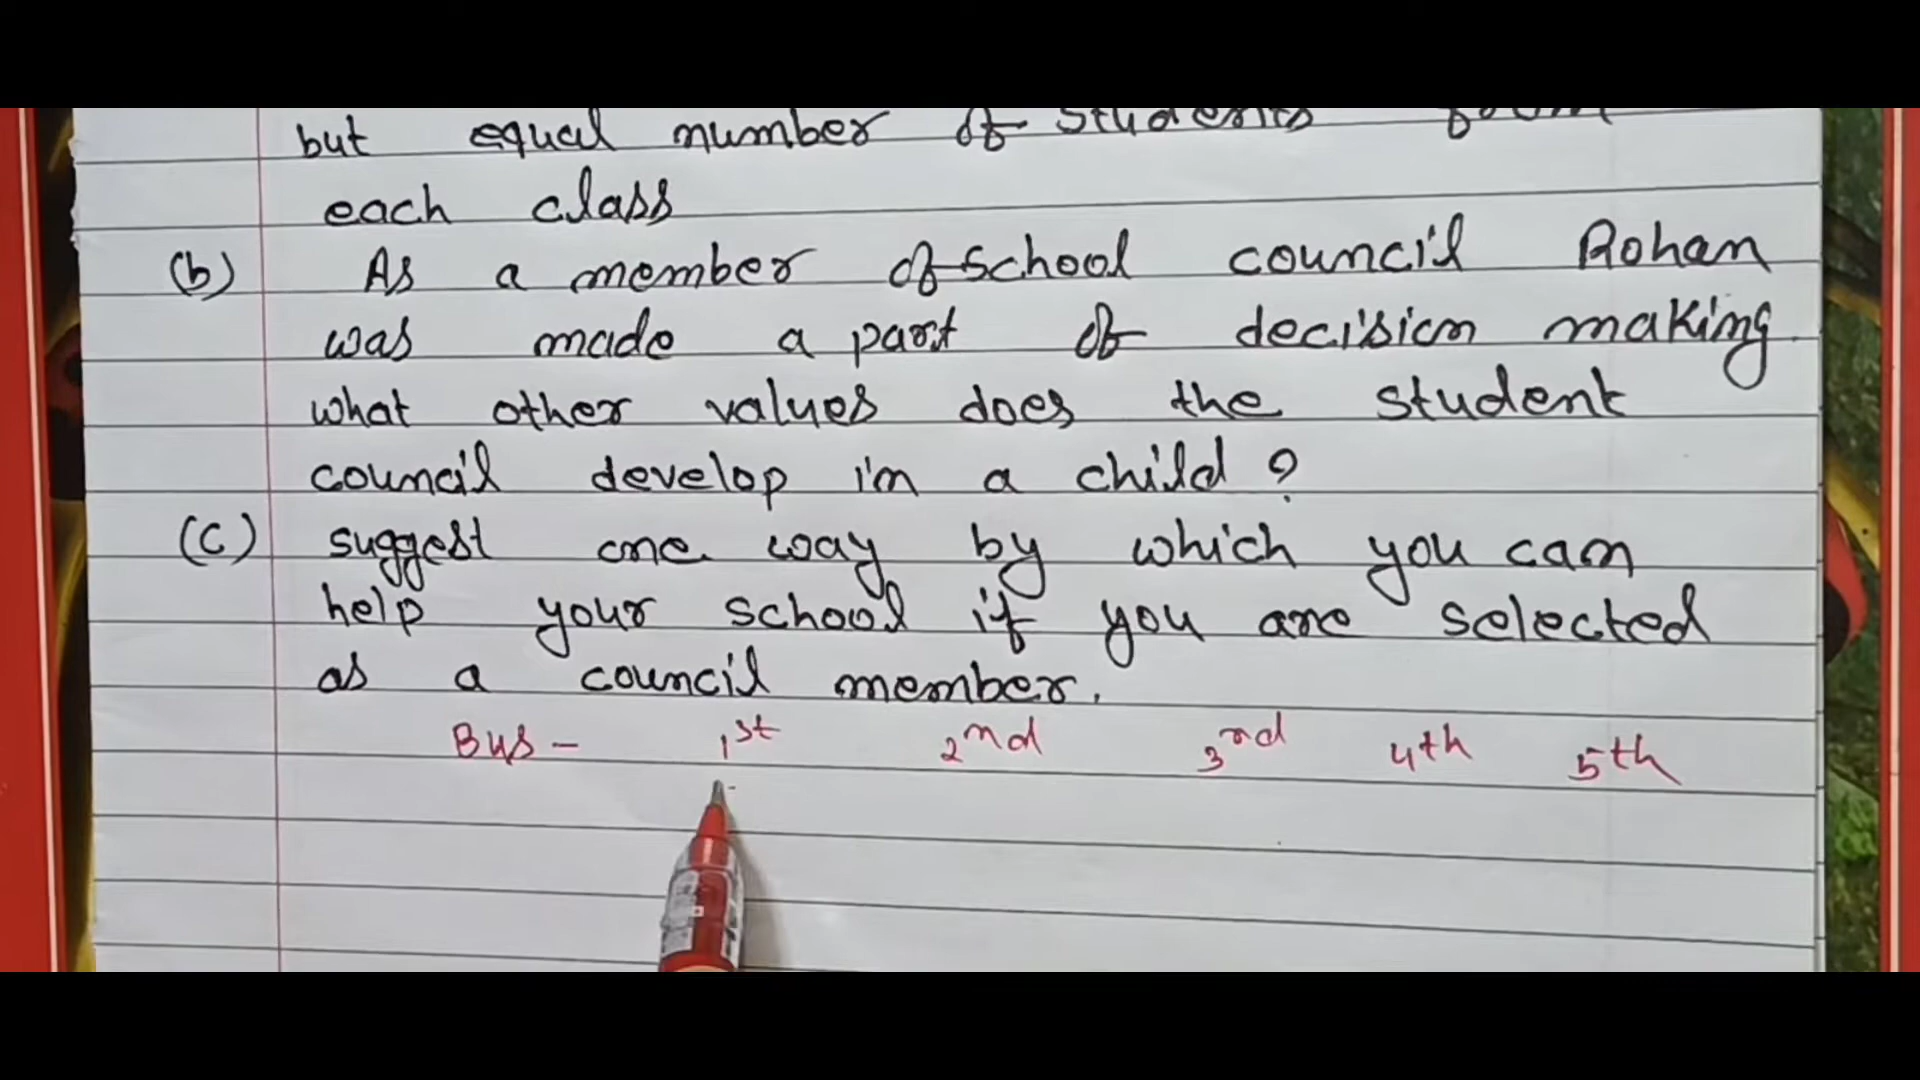 but equal number of students from
each class
(b) As a member of school council Rohan
was made a part of decision making
what other values does the student
council develop in a child ?
(c) suggest one way by which you can
help your school if you are selected
as a council member.
Bus - 1st 2nd 3rd 4th 5th